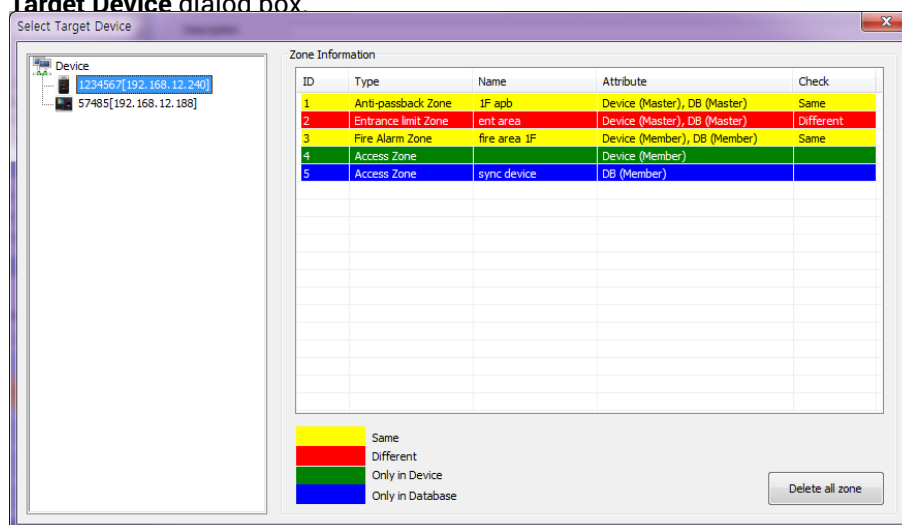 Target Device dialog box.
Select Target Device
Device
1234567[192.168.12.240]
57485[192.168.12.188]
Zone Information
ID Type Name Attribute Check
1 Anti-passback Zone 1F apb Device (Master), DB (Master) Same
2 Entrance limit Zone ent area Device (Master), DB (Master) Different
3 Fire Alarm Zone fire area 1F Device (Member), DB (Member) Same
4 Access Zone Device (Member)
5 Access Zone sync device DB (Member)
Same
Different
Only in Device
Only in Database
Delete all zone